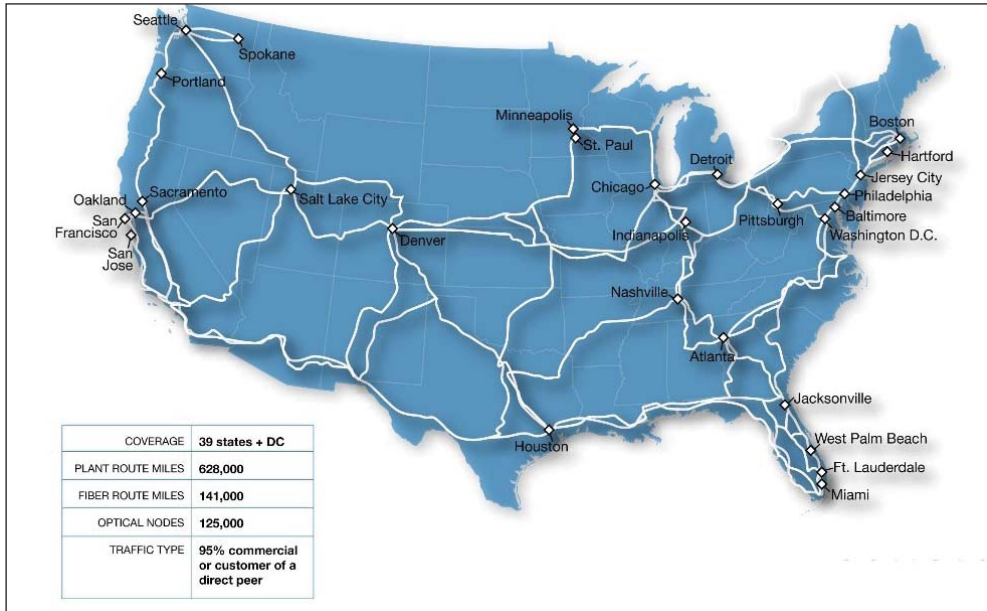 Seattle
Spokane
Portland
Minneapolis
St. Paul
Boston
Hartford
Detroit
Chicago
Jersey City
Philadelphia
Pittsburgh
Baltimore
Washington D.C.
Indianapolis
Oakland
Sacramento
San
Francisco
San
Jose
Salt Lake City
Denver
Nashville
Atlanta
Jacksonville
Houston
West Palm Beach
Ft. Lauderdale
Miami
COVERAGE 39 states + DC
PLANT ROUTE MILES 628,000
FIBER ROUTE MILES 141,000
OPTICAL NODES 125,000
TRAFFIC TYPE 95% commercial
or customer of a
direct peer